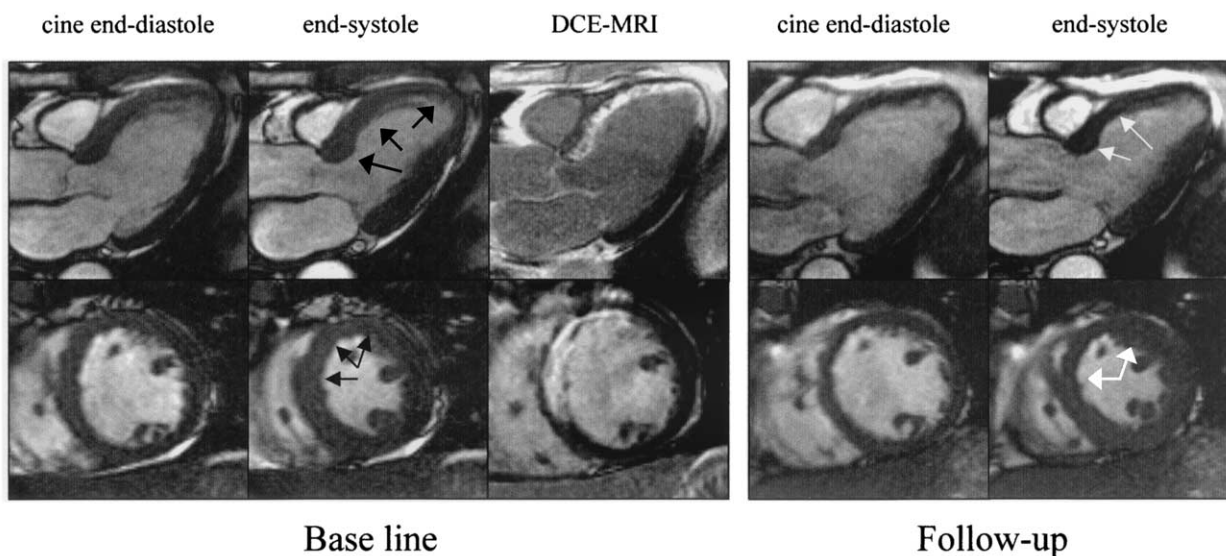 cine end-diastole end-systole DCE-MRI cine end-diastole end-systole
Base line Follow-up